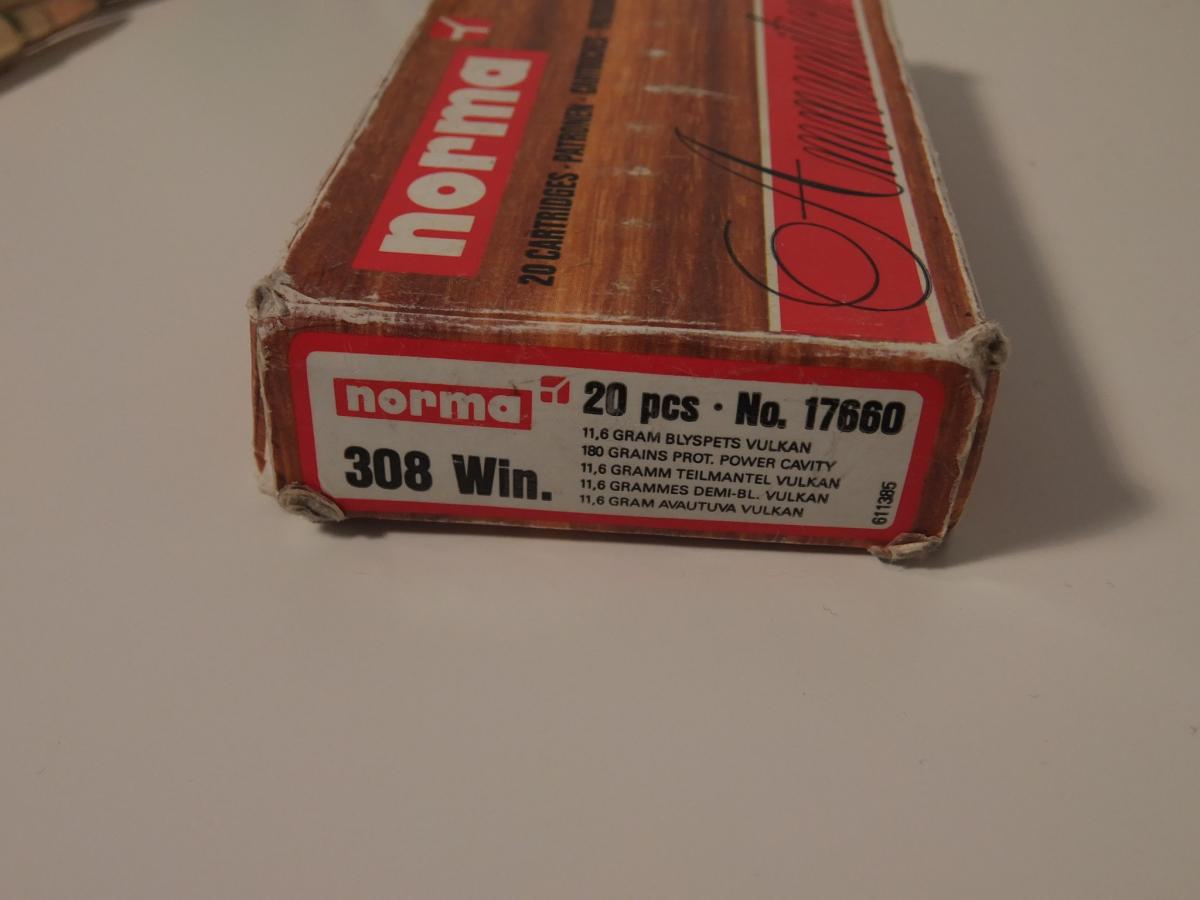 norma
20 CARTRIDGES · PATRONER · CARTOUCHES ·
Ammunition
norma
20 pcs · No. 17660
308 Win.
11,6 GRAM BLYSPETS VULKAN
180 GRAINS PROT. POWER CAVITY
11,6 GRAMM TEILMANTEL VULKAN
11,6 GRAMMES DEMI-BL. VULKAN
11,6 GRAM AVAUTUVA VULKAN
611385